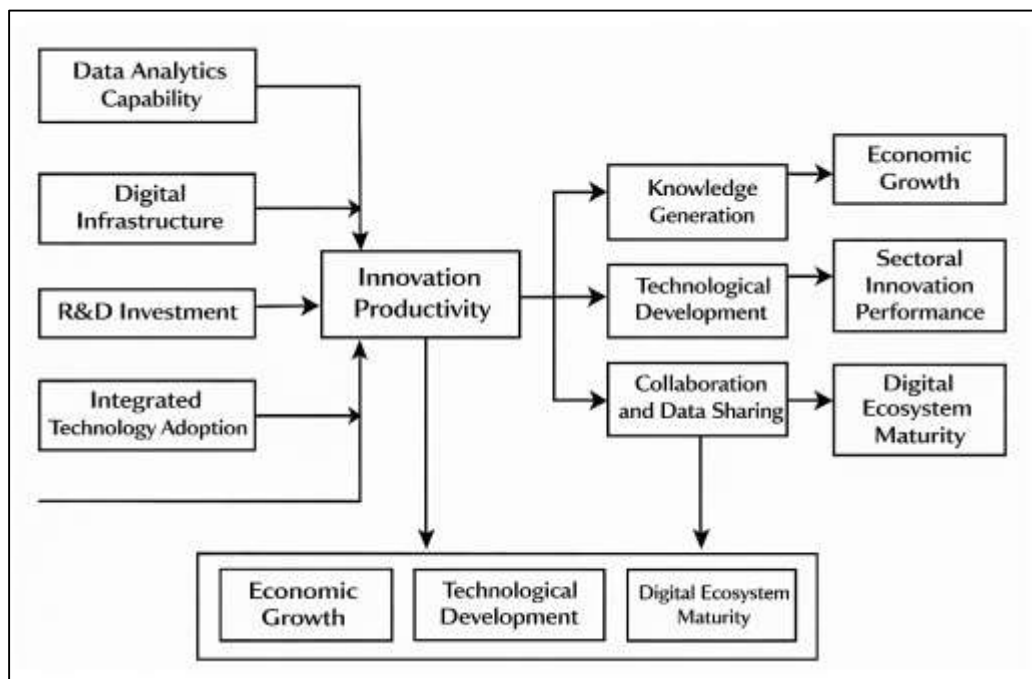 Data Analytics
Capability
Digital
Infrastructure
R&D Investment
Integrated
Technology Adoption
Innovation
Productivity
Knowledge
Generation
Technological
Development
Collaboration
and Data Sharing
Economic
Growth
Sectoral
Innovation
Performance
Digital
Ecosystem
Maturity
Economic
Growth
Technological
Development
Digital Ecosystem
Maturity